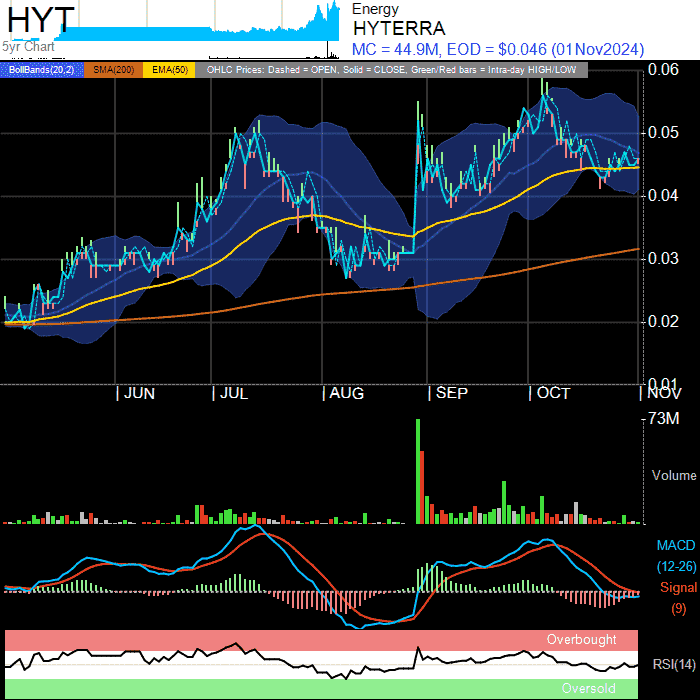 HYT
5yr Chart
Energy
HYTERRA
MC = 44.9M, EOD = $0.046 (01Nov2024)
BollBands(20,2) SMA(200) EMA(50) OHLC Prices: Dashed = OPEN, Solid = CLOSE, Green/Red bars = Intra-day HIGH/LOW
0.06
0.05
0.04
0.03
0.02
0.01
| JUN | JUL | AUG | SEP | OCT | NOV
73M
Volume
MACD
(12-26)
Signal
(9)
Overbought
RSI(14)
Oversold